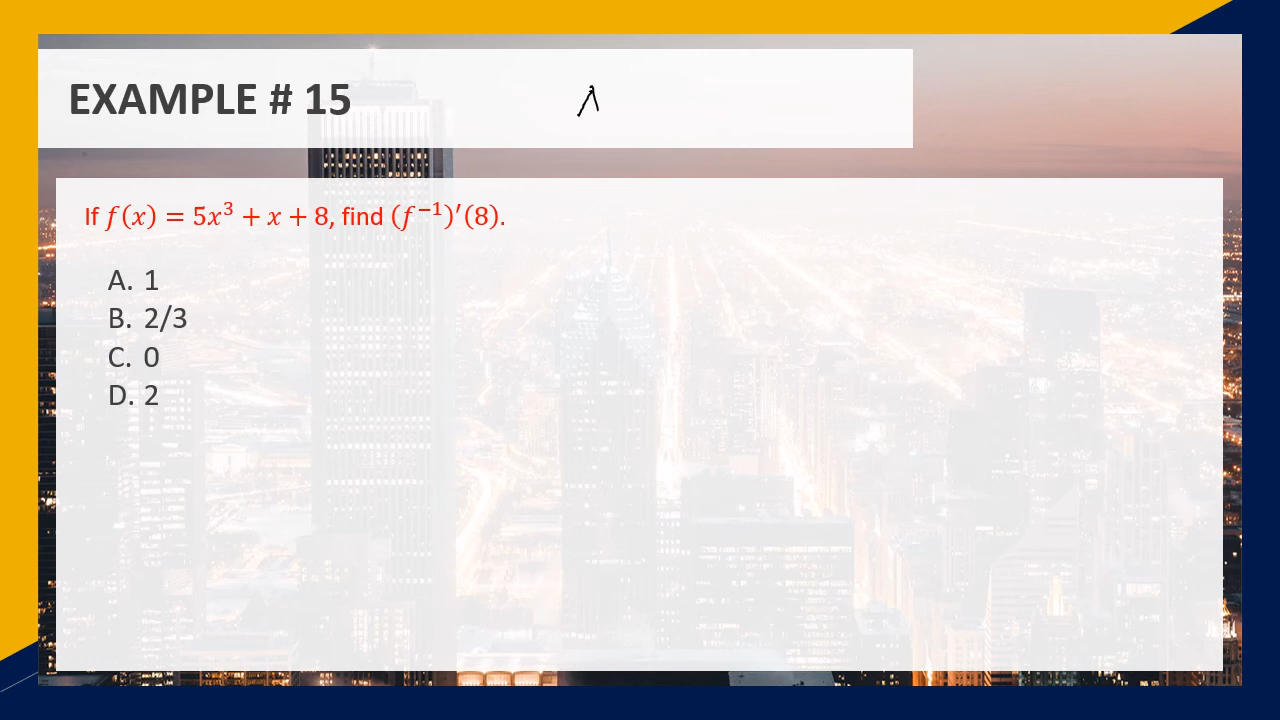 EXAMPLE # 15
If f(x) = 5x³ + x + 8, find (f⁻¹)′(8).
A. 1
B. 2/3
C. 0
D. 2